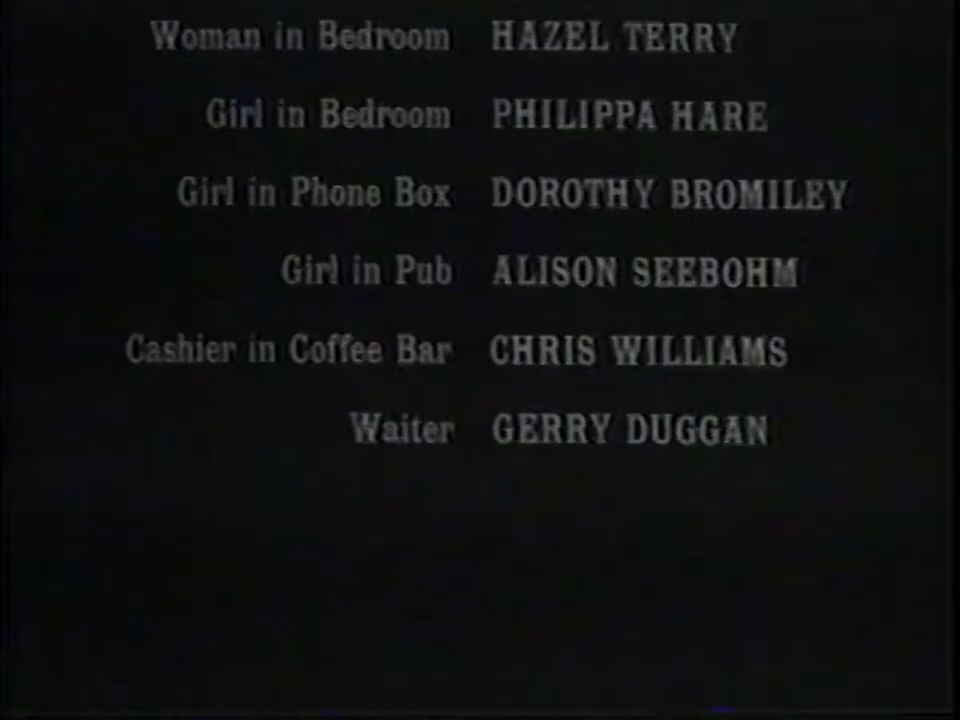 Woman in Bedroom HAZEL TERRY
Girl in Bedroom PHILIPPA HARE
Girl in Phone Box DOROTHY BROMILEY
Girl in Pub ALISON SEEBOHM
Cashier in Coffee Bar CHRIS WILLIAMS
Waiter GERRY DUGGAN